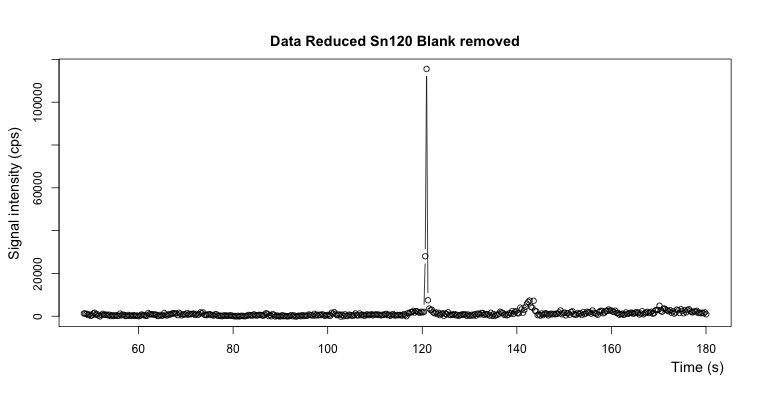 Data Reduced Sn120 Blank removed
Signal intensity (cps)
100000
60000
20000
0
60 80 100 120 140 160 180
Time (s)